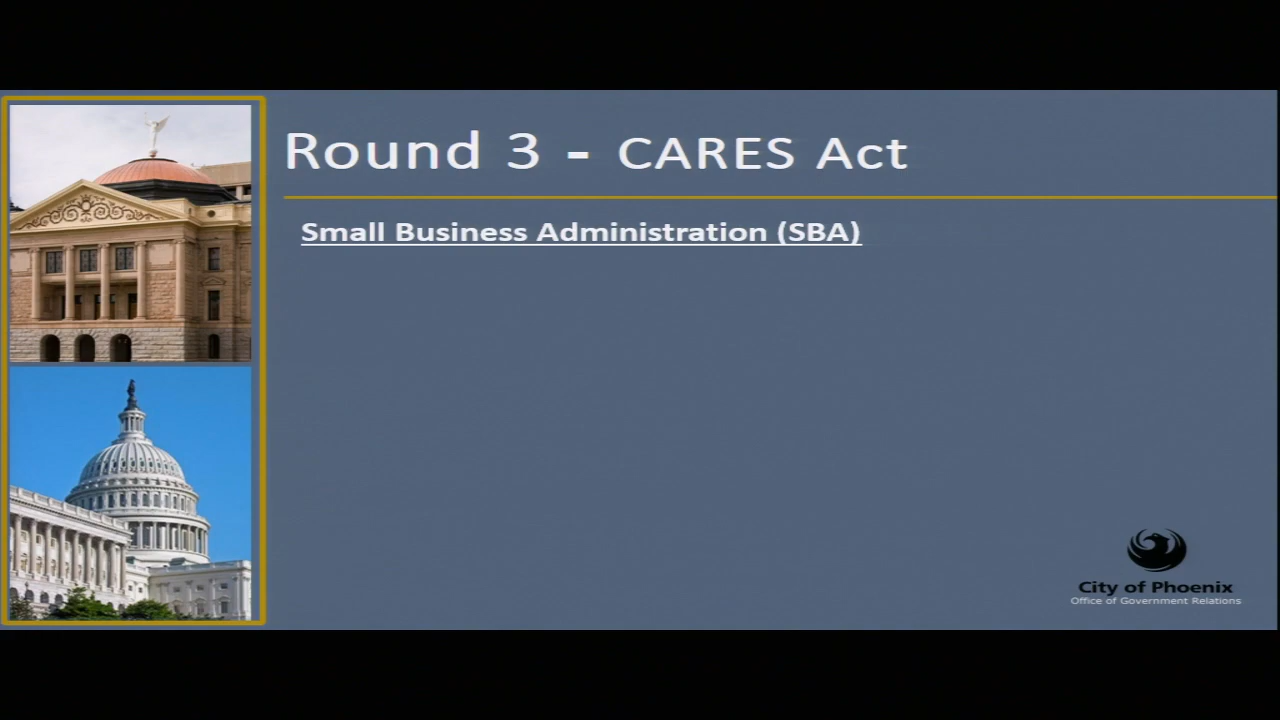 Round 3 - CARES Act
Small Business Administration (SBA)
City of Phoenix
Office of Government Relations